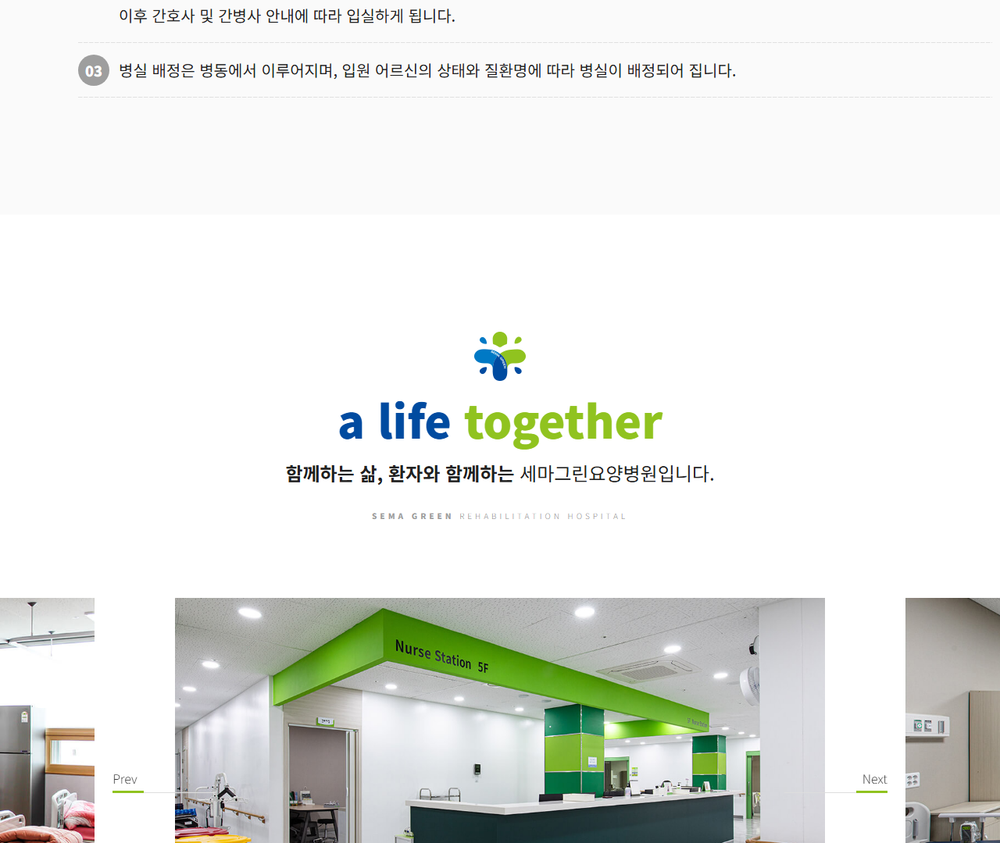 이후 간호사 및 간병사 안내에 따라 입실하게 됩니다.
03 병실 배정은 병동에서 이루어지며, 입원 어르신의 상태와 질환명에 따라 병실이 배정되어 집니다.
SEMA GREEN
a life together
함께하는 삶, 환자와 함께하는 세마그린요양병원입니다.
SEMA GREEN REHABILITATION HOSPITAL
Nurse Station 5F
5F Nurse Station
Prev
Next